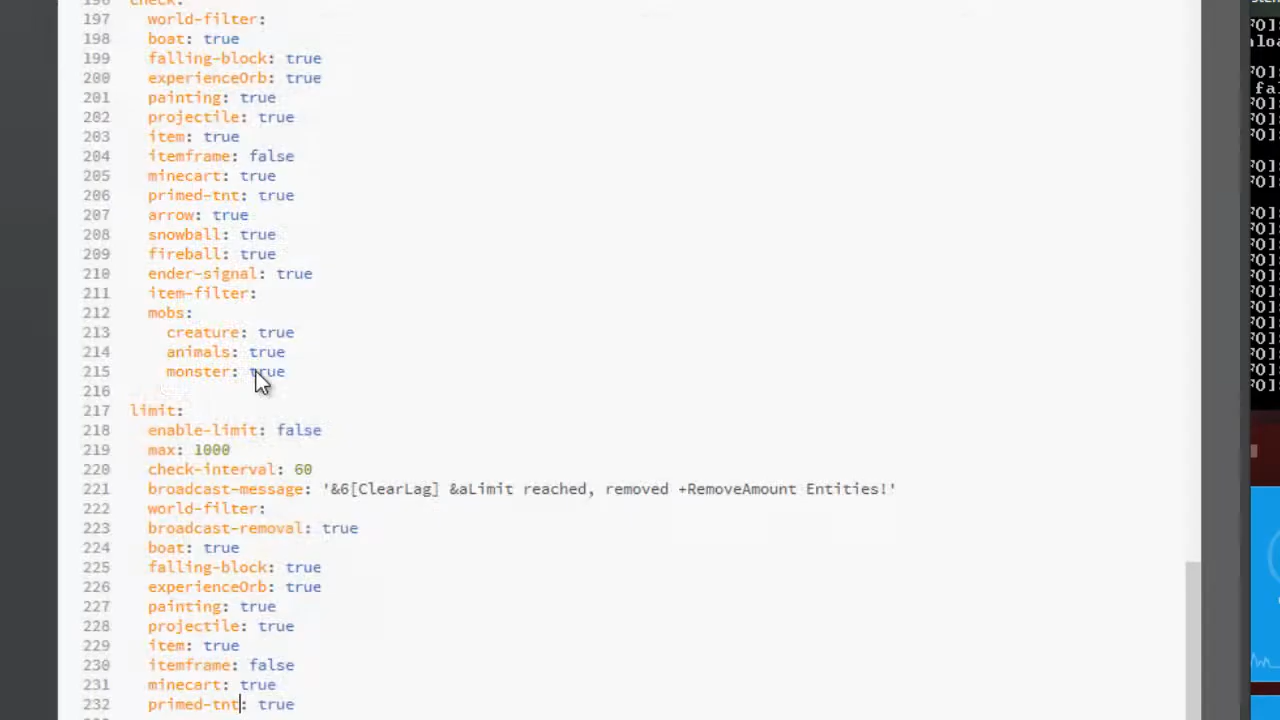 196 check:
197 world-filter:
198 boat: true
199 falling-block: true
200 experienceOrb: true
201 painting: true
202 projectile: true
203 item: true
204 itemframe: false
205 minecart: true
206 primed-tnt: true
207 arrow: true
208 snowball: true
209 fireball: true
210 ender-signal: true
211 item-filter:
212 mobs:
213 creature: true
214 animals: true
215 monster: true
216
217 limit:
218 enable-limit: false
219 max: 1000
220 check-interval: 60
221 broadcast-message: '&6[ClearLag] &aLimit reached, removed +RemoveAmount Entities!'
222 world-filter:
223 broadcast-removal: true
224 boat: true
225 falling-block: true
226 experienceOrb: true
227 painting: true
228 projectile: true
229 item: true
230 itemframe: false
231 minecart: true
232 primed-tnt: true